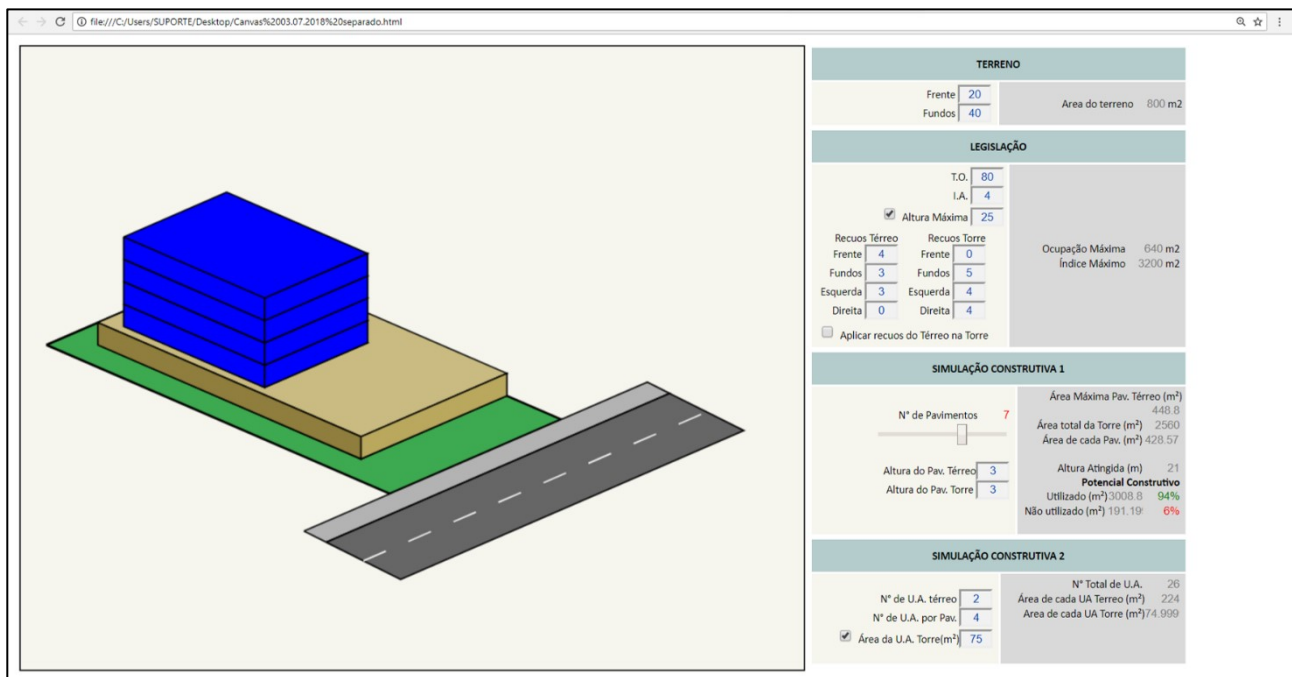 file:///C:/Users/SUPORTE/Desktop/Canvas%2003.07.2018%20separado.html
TERRENO
Frente 20
Fundos 40
Area do terreno 800 m2
LEGISLAÇÃO
T.O. 80
I.A. 4
Altura Máxima 25
Recuos Térreo Recuos Torre
Frente 4 Frente 0
Fundos 3 Fundos 5
Esquerda 3 Esquerda 4
Direita 0 Direita 4
Aplicar recuos do Térreo na Torre
Ocupação Máxima 640 m2
Índice Máximo 3200 m2
SIMULAÇÃO CONSTRUTIVA 1
N° de Pavimentos 7
Altura do Pav. Térreo 3
Altura do Pav. Torre 3
Área Máxima Pav. Térreo (m²)
448.8
Área total da Torre (m²) 2560
Área de cada Pav. (m²) 428.57
Altura Atingida (m) 21
Potencial Construtivo
Utilizado (m²) 3008.8 94%
Não utilizado (m²) 191.19 6%
SIMULAÇÃO CONSTRUTIVA 2
N° de U.A. térreo 2
N° de U.A. por Pav. 4
Área da U.A. Torre(m²) 75
N° Total de U.A. 26
Área de cada UA Terreo (m²) 224
Area de cada UA Torre (m²) 74.999